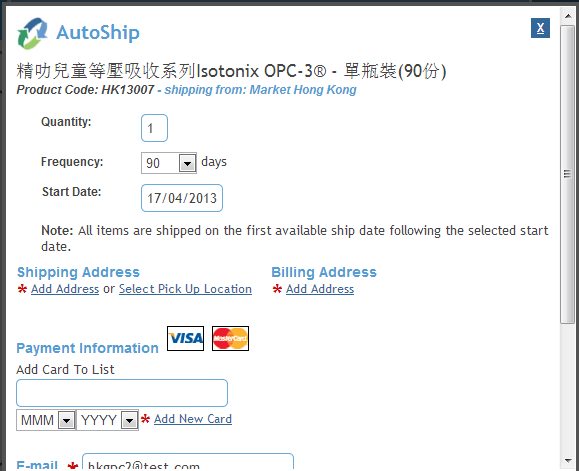 AutoShip
X
精叻兒童等壓吸收系列Isotonix OPC-3® - 單瓶裝(90份)
Product Code: HK13007 - shipping from: Market Hong Kong
Quantity: 1
Frequency: 90 days
Start Date: 17/04/2013
Note: All items are shipped on the first available ship date following the selected start
date.
Shipping Address Billing Address
* Add Address or Select Pick Up Location * Add Address
Payment Information VISA MasterCard
Add Card To List
MMM YYYY * Add New Card
E-mail * hkgpc2@test.com